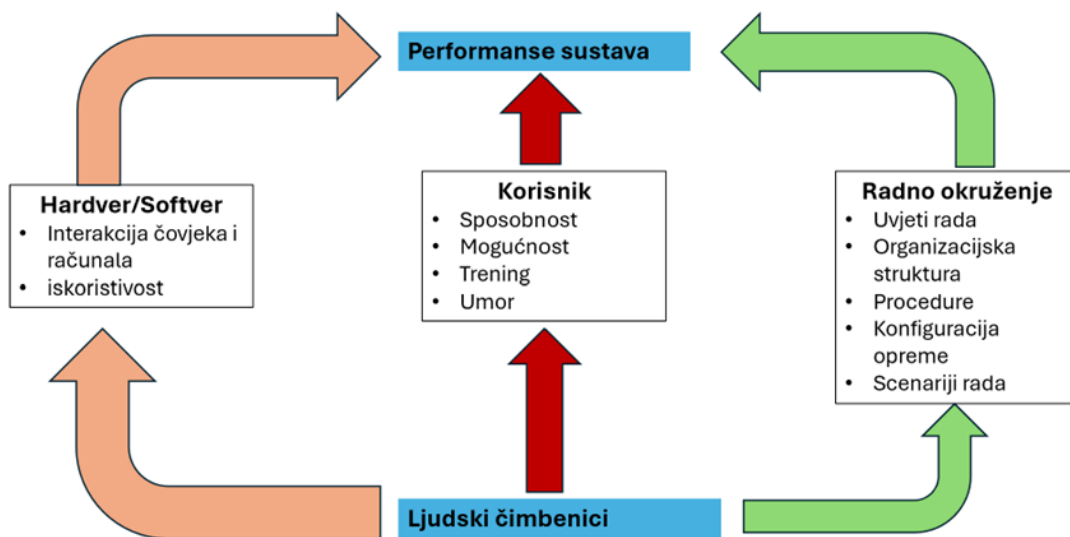 Performanse sustava
Hardver/Softver
• Interakcija čovjeka i
računala
• iskoristivost
Korisnik
• Sposobnost
• Mogućnost
• Trening
• Umor
Radno okruženje
• Uvjeti rada
• Organizacijska
struktura
• Procedure
• Konfiguracija
opreme
• Scenariji rada
Ljudski čimbenici